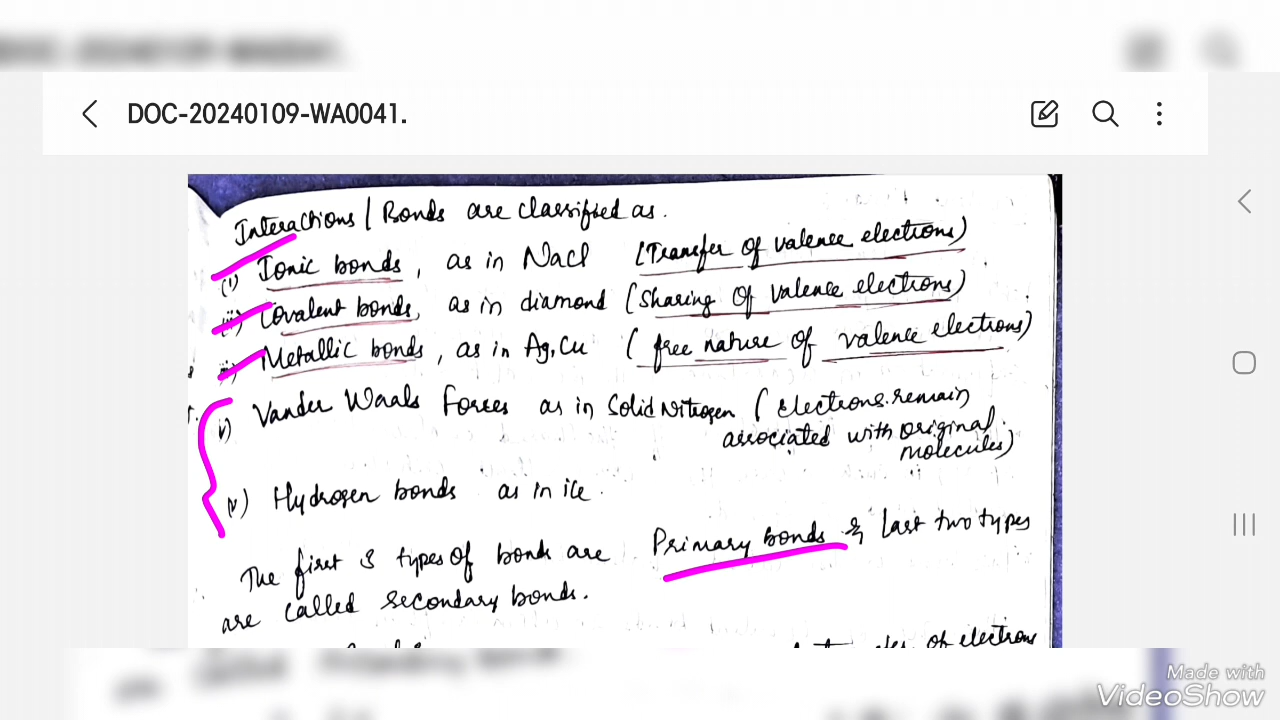 DOC-20240109-WA0041.
Interactions / Bonds are classified as.
(i) Ionic bonds, as in Nacl (Transfer of valence electrons)
Covalent bonds, as in diamond (Sharing of valence electrons)
Metallic bonds, as in Ag, Cu (free nature of valence electrons)
Vander Waals Forces as in Solid Nitrogen (electrons remain
associated with original
molecules)
v) Hydrogen bonds as in ice.
The first 3 types of bonds are Primary bonds & last two types
are called secondary bonds.
of electrons
Made with
VideoShow